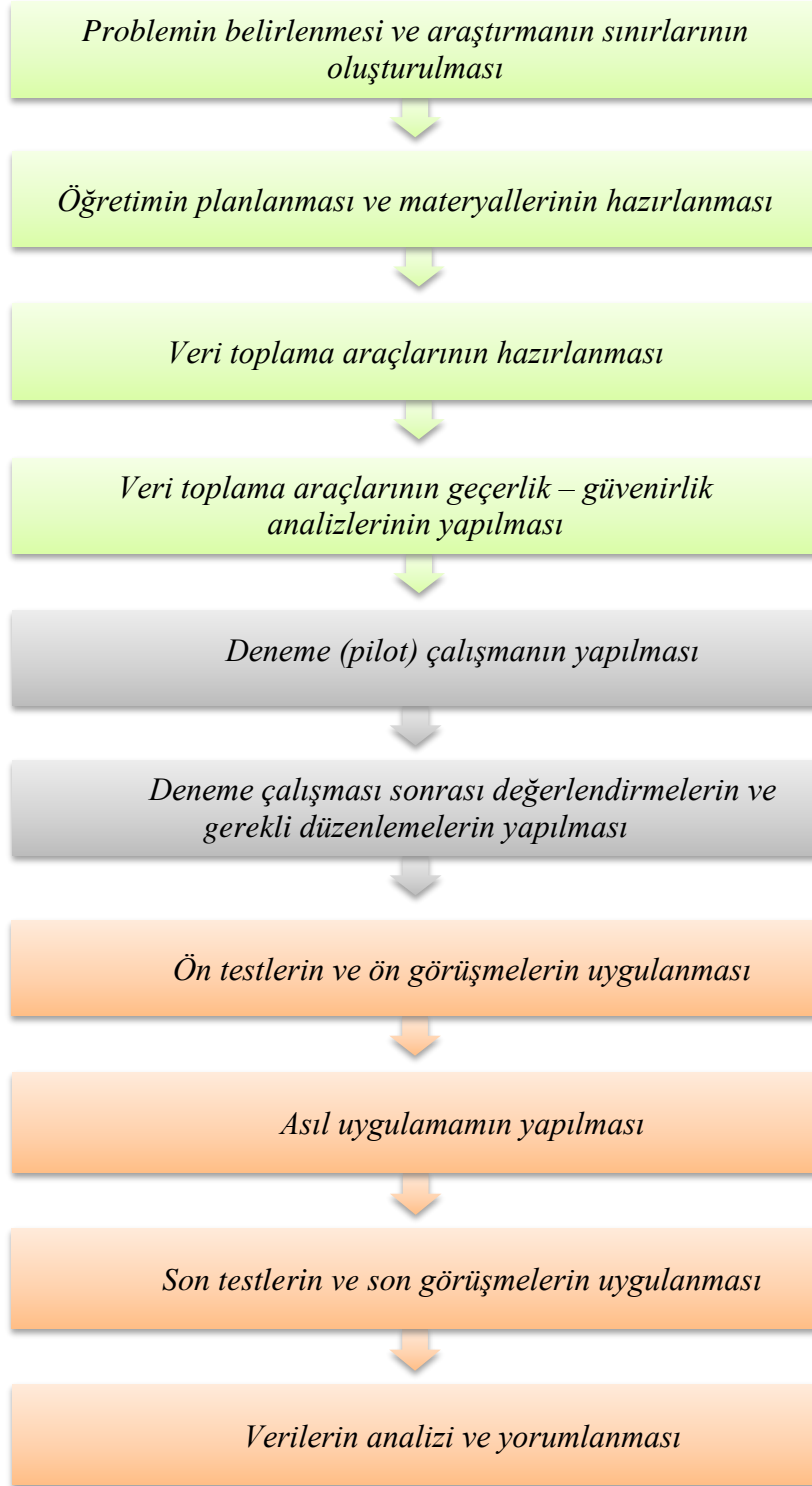 Problemin belirlenmesi ve araştırmanın sınırlarının
oluşturulması
Öğretimin planlanması ve materyallerinin hazırlanması
Veri toplama araçlarının hazırlanması
Veri toplama araçlarının geçerlik – güvenirlik
analizlerinin yapılması
Deneme (pilot) çalışmanın yapılması
Deneme çalışması sonrası değerlendirmelerin ve
gerekli düzenlemelerin yapılması
Ön testlerin ve ön görüşmelerin uygulanması
Asıl uygulamamın yapılması
Son testlerin ve son görüşmelerin uygulanması
Verilerin analizi ve yorumlanması